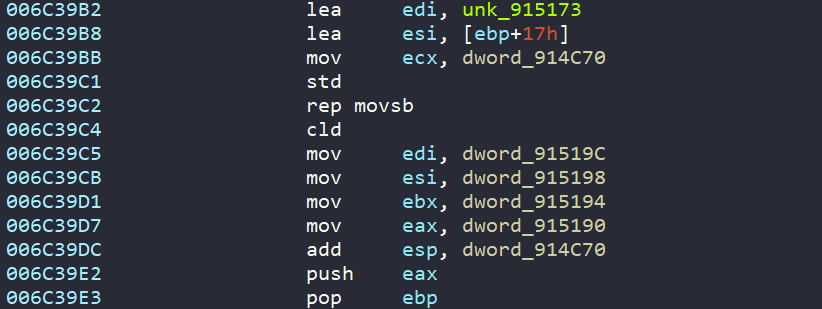 006C39B2 lea edi, unk_915173
006C39B8 lea esi, [ebp+17h]
006C39BB mov ecx, dword_914C70
006C39C1 std
006C39C2 rep movsb
006C39C4 cld
006C39C5 mov edi, dword_91519C
006C39CB mov esi, dword_915198
006C39D1 mov ebx, dword_915194
006C39D7 mov eax, dword_915190
006C39DC add esp, dword_914C70
006C39E2 push eax
006C39E3 pop ebp